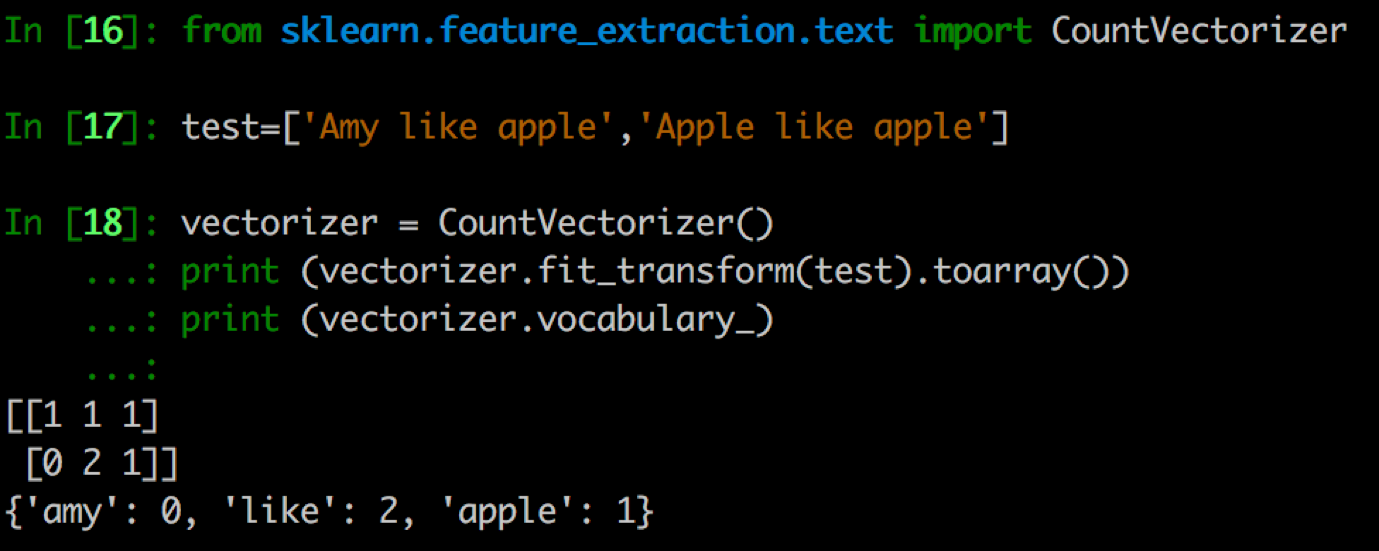 In [16]: from sklearn.feature_extraction.text import CountVectorizer
In [17]: test=['Amy like apple','Apple like apple']
In [18]: vectorizer = CountVectorizer()
    ...: print (vectorizer.fit_transform(test).toarray())
    ...: print (vectorizer.vocabulary_)
    ...:
[[1 1 1]
 [0 2 1]]
{'amy': 0, 'like': 2, 'apple': 1}